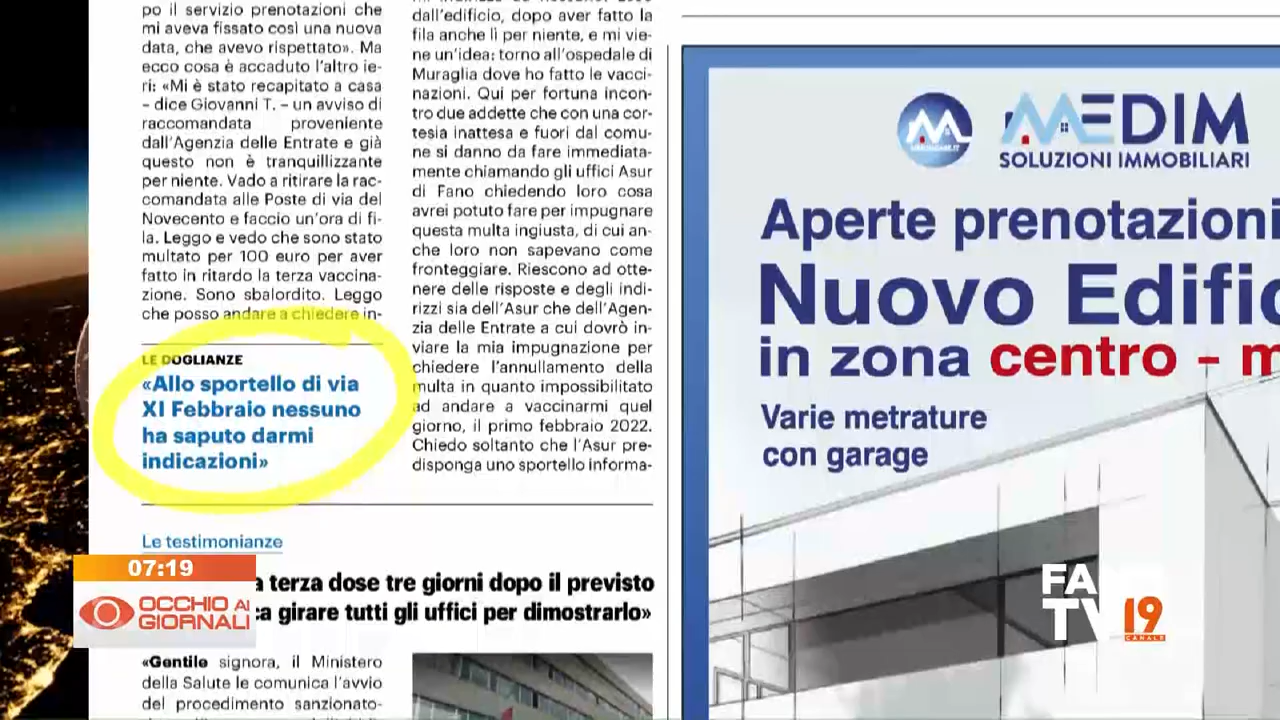 po il servizio prenotazioni che
mi aveva fissato così una nuova
data, che avevo rispettato». Ma
ecco cosa è accaduto l'altro ie-
ri: «Mi è stato recapitato a casa
– dice Giovanni T. – un avviso di
raccomandata proveniente
dall'Agenzia delle Entrate e già
questo non è tranquillizzante
per niente. Vado a ritirare la rac-
comandata alle Poste di via del
Novecento e faccio un'ora di fi-
la. Leggo e vedo che sono stato
multato per 100 euro per aver
fatto in ritardo la terza vaccina-
zione. Sono sbalordito. Leggo
che posso andare a chiedere in-
LE DOGLIANZE
«Allo sportello di via
XI Febbraio nessuno
ha saputo darmi
indicazioni»
dall'edificio, dopo aver fatto la
fila anche lì per niente, e mi vie-
ne un'idea: torno all'ospedale di
Muraglia dove ho fatto le vacci-
nazioni. Qui per fortuna incon-
tro due addette che con una cor-
tesia inattesa e fuori dal comu-
ne si danno da fare immediata-
mente chiamando gli uffici Asur
di Fano chiedendo loro cosa
avrei potuto fare per impugnare
questa multa ingiusta, di cui an-
che loro non sapevano come
fronteggiare. Riescono ad otte-
nere delle risposte e degli indi-
rizzi sia dell'Asur che dell'Agen-
zia delle Entrate a cui dovrò in-
viare la mia impugnazione per
chiedere l'annullamento della
multa in quanto impossibilitato
ad andare a vaccinarmi quel
giorno, il primo febbraio 2022.
Chiedo soltanto che l'Asur pre-
disponga uno sportello informa-
Le testimonianze
a terza dose tre giorni dopo il previsto
ca girare tutti gli uffici per dimostrarlo»
«Gentile signora, il Ministero
della Salute le comunica l'avvio
del procedimento sanzionato-
MEDIM
SOLUZIONI IMMOBILIARI
Aperte prenotazioni
Nuovo Edific
in zona centro - m
Varie metrature
con garage
07:19
OCCHIO AI
GIORNALI
FANO
TV 19
CANALE